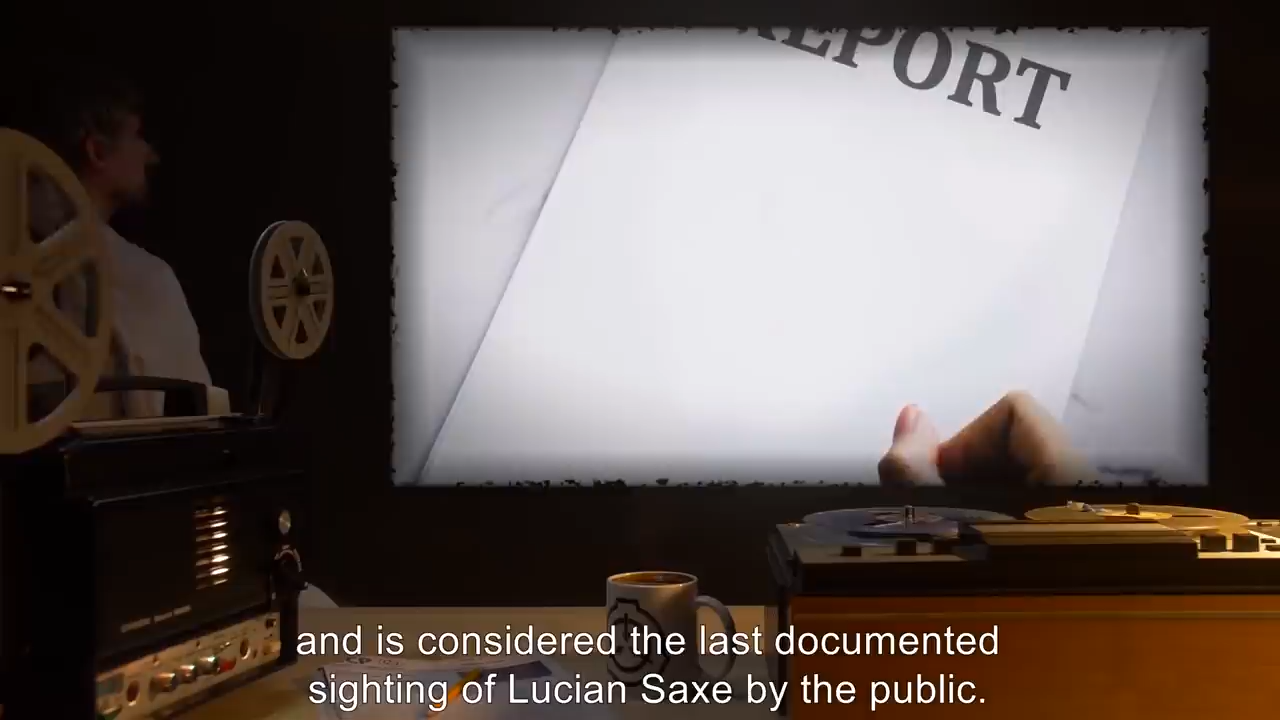 REPORT
and is considered the last documented
sighting of Lucian Saxe by the public.